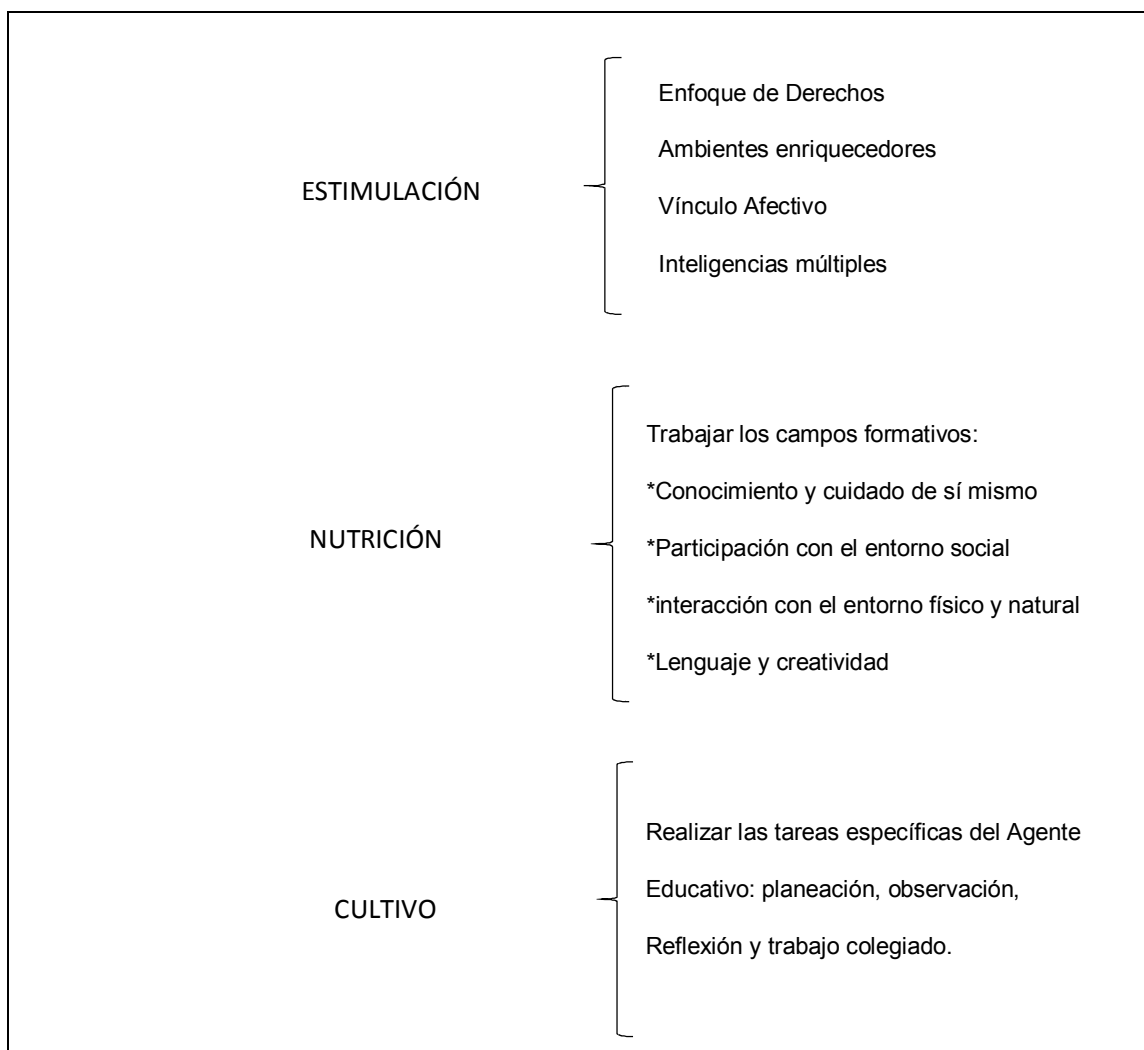 ESTIMULACIÓN
Enfoque de Derechos
Ambientes enriquecedores
Vínculo Afectivo
Inteligencias múltiples
NUTRICIÓN
Trabajar los campos formativos:
*Conocimiento y cuidado de sí mismo
*Participación con el entorno social
*interacción con el entorno físico y natural
*Lenguaje y creatividad
CULTIVO
Realizar las tareas específicas del Agente
Educativo: planeación, observación,
Reflexión y trabajo colegiado.